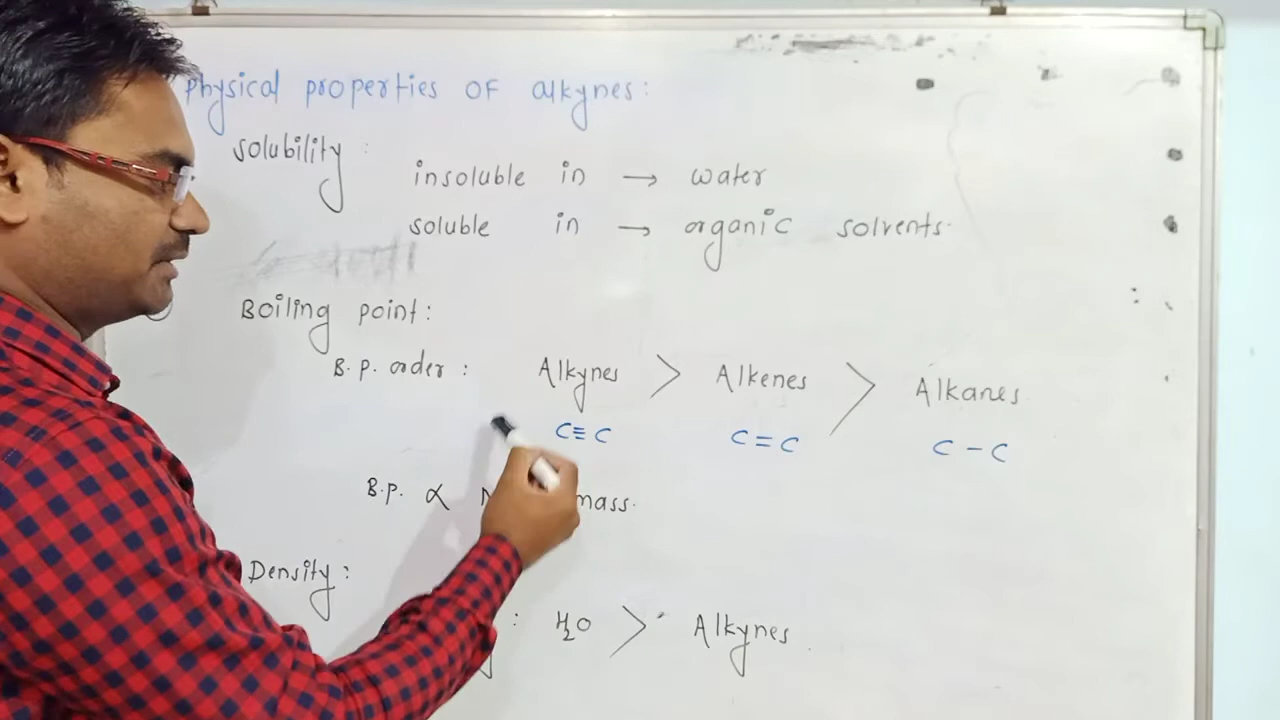 Physical properties OF alkynes:
Solubility :
insoluble in → water
soluble in → organic solvents.
Boiling point:
B.P. order : Alkynes > Alkenes > Alkanes
C≡C C=C C-C
B.P. ∝ mass.
Density:
: H₂O > Alkynes